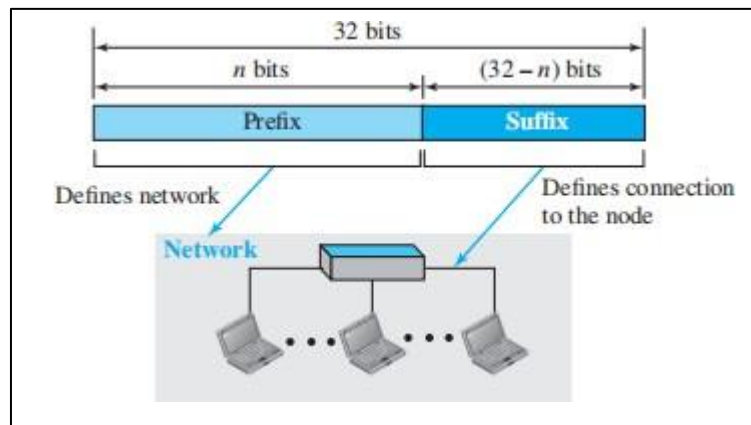 32 bits
n bits
(32 – n) bits
Prefix
Suffix
Defines network
Defines connection
to the node
Network